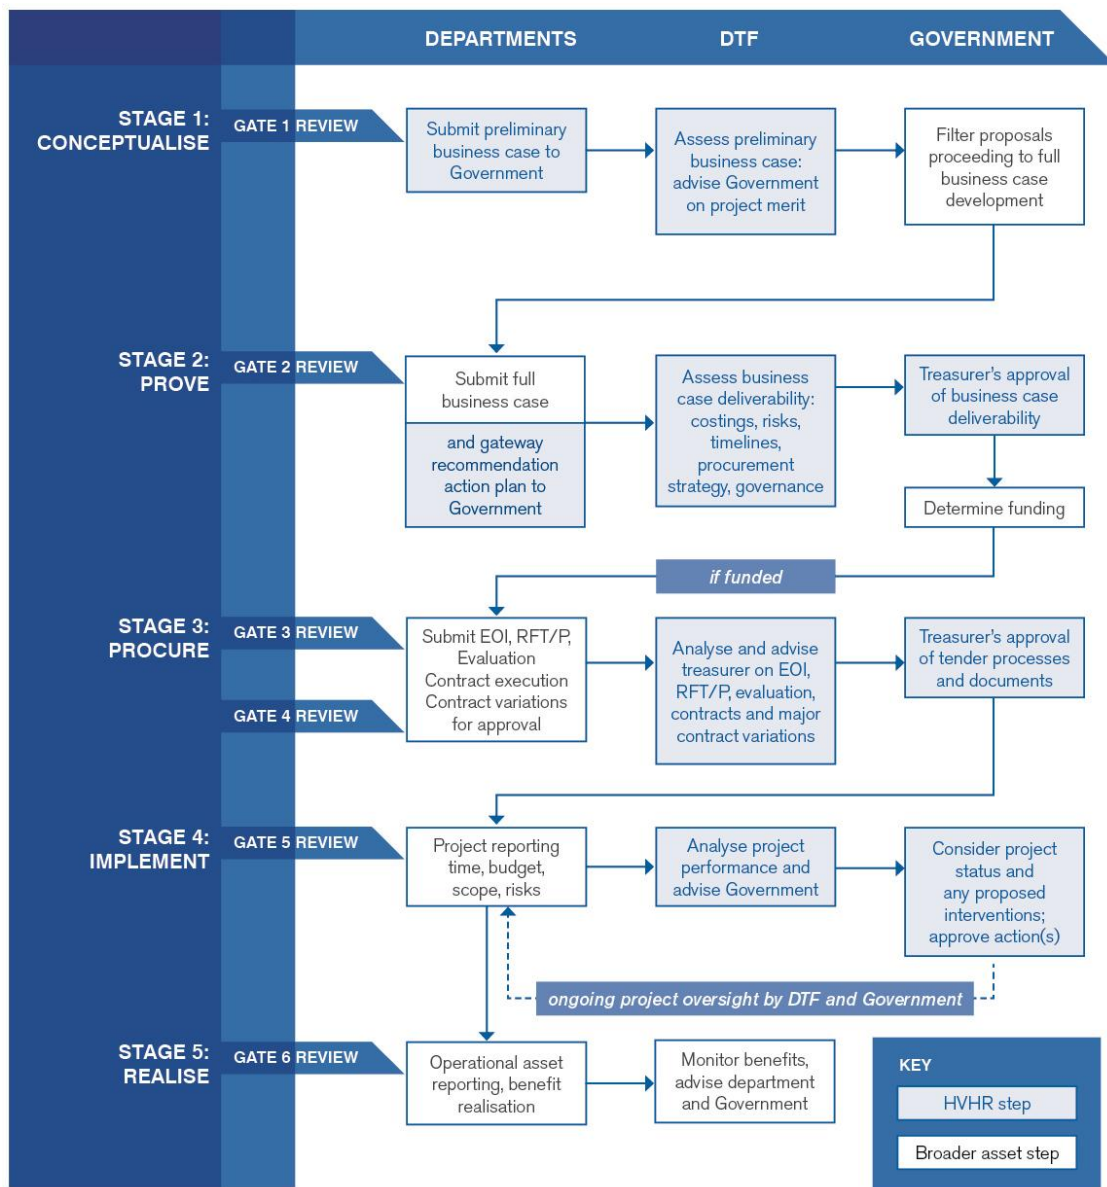 DEPARTMENTS
DTF
GOVERNMENT
STAGE 1:
CONCEPTUALISE
GATE 1 REVIEW
Submit preliminary
business case to
Government
Assess preliminary
business case:
advise Government
on project merit
Filter proposals
proceeding to full
business case
development
STAGE 2:
PROVE
GATE 2 REVIEW
Submit full
business case
and gateway
recommendation
action plan to
Government
Assess business
case deliverability:
costings, risks,
timelines,
procurement
strategy, governance
Treasurer's approval
of business case
deliverability
Determine funding
if funded
STAGE 3:
PROCURE
GATE 3 REVIEW
GATE 4 REVIEW
Submit EOI, RFT/P,
Evaluation
Contract execution
Contract variations
for approval
Analyse and advise
treasurer on EOI,
RFT/P, evaluation,
contracts and major
contract variations
Treasurer's approval
of tender processes
and documents
STAGE 4:
IMPLEMENT
GATE 5 REVIEW
Project reporting
time, budget,
scope, risks
Analyse project
performance and
advise Government
Consider project
status and
any proposed
interventions;
approve action(s)
ongoing project oversight by DTF and Government
STAGE 5:
REALISE
GATE 6 REVIEW
Operational asset
reporting, benefit
realisation
Monitor benefits,
advise department
and Government
KEY
HVHR step
Broader asset step